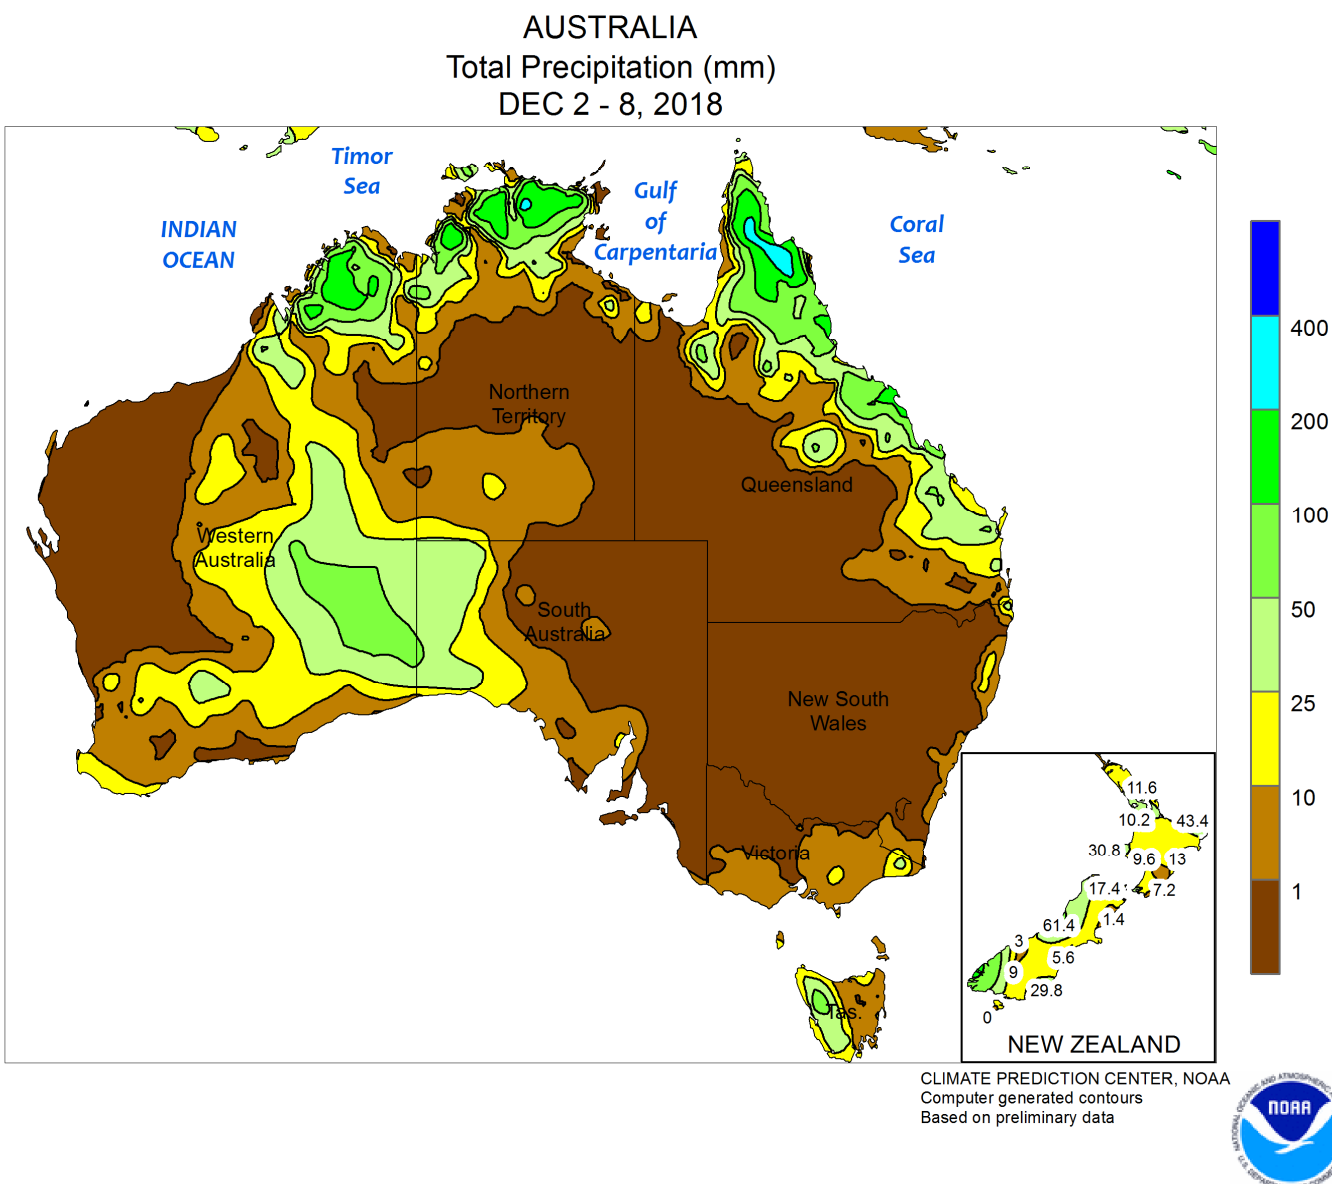 AUSTRALIA
Total Precipitation (mm)
DEC 2 - 8, 2018
Timor
Sea
Gulf
of
Carpentaria
INDIAN
OCEAN
Coral
Sea
Northern
Territory
Queensland
Western
Australia
South
Australia
New South
Wales
Victoria
Tas.
400
200
100
50
25
10
1
11.6
10.2
43.4
30.8
9.6
13
17.4
7.2
1.4
61.4
3
5.6
9
29.8
0
NEW ZEALAND
CLIMATE PREDICTION CENTER, NOAA
Computer generated contours
Based on preliminary data
NOAA